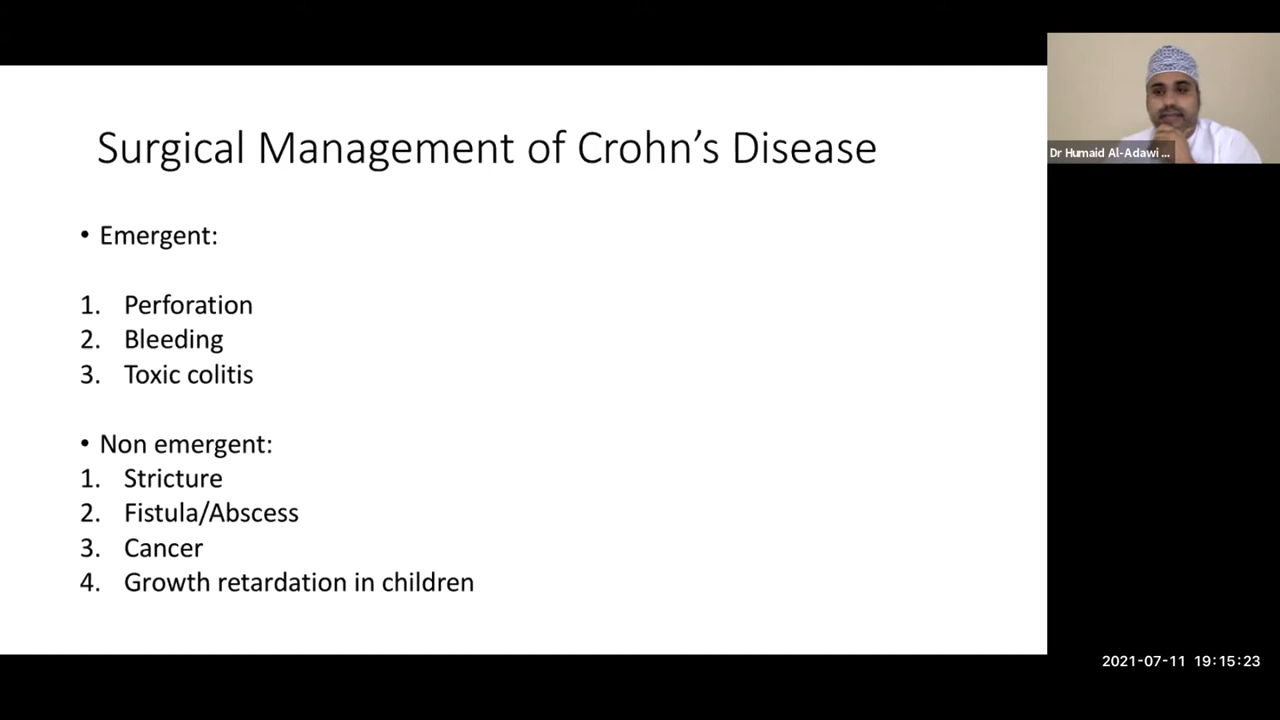 Surgical Management of Crohn’s Disease
• Emergent:
1. Perforation
2. Bleeding
3. Toxic colitis
• Non emergent:
1. Stricture
2. Fistula/Abscess
3. Cancer
4. Growth retardation in children
Dr Humaid Al-Adawi ...
2021-07-11 19:15:23